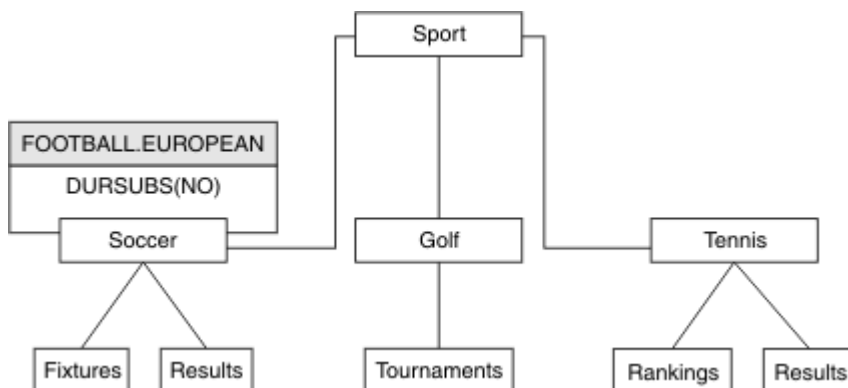 Sport
FOOTBALL.EUROPEAN
DURSUBS(NO)
Soccer
Golf
Tennis
Fixtures
Results
Tournaments
Rankings
Results